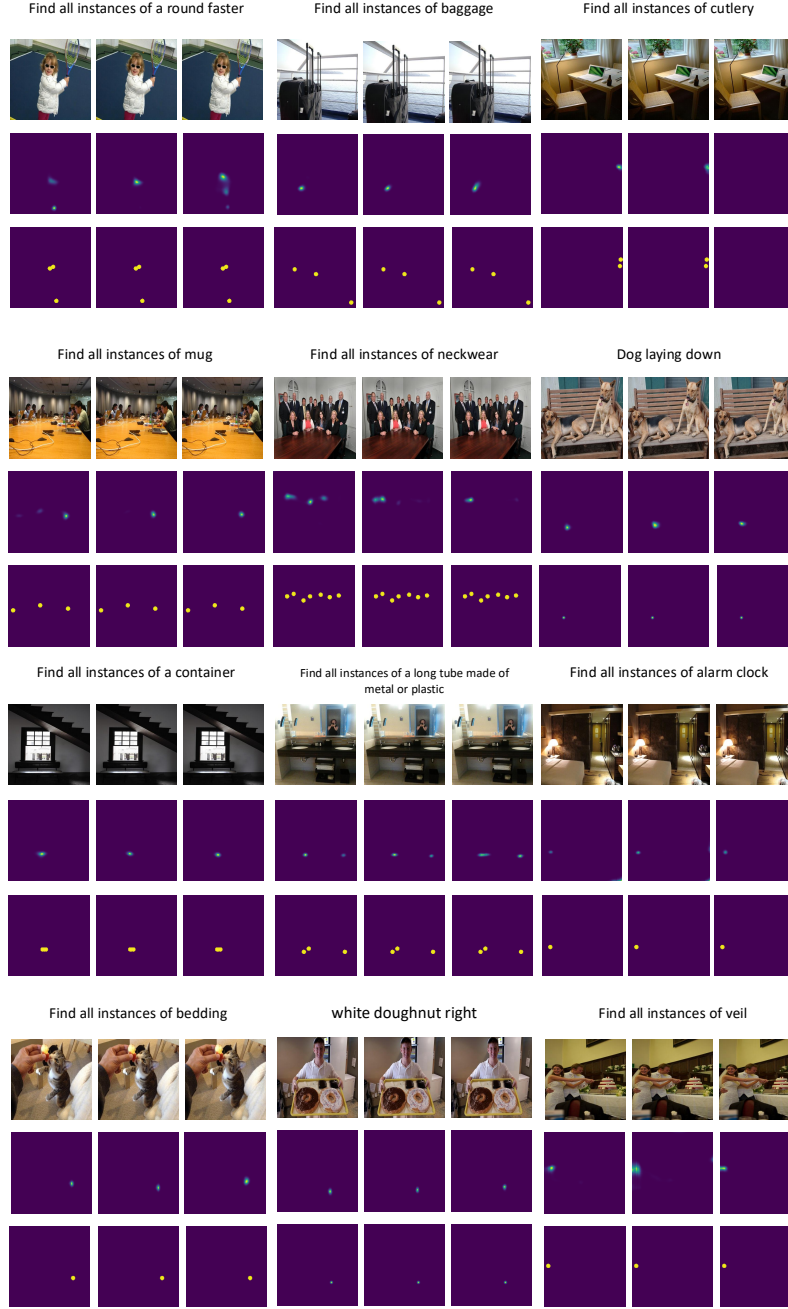 Find all instances of a round faster
Find all instances of baggage
Find all instances of cutlery
Find all instances of mug
Find all instances of neckwear
Dog laying down
Find all instances of a container
Find all instances of a long tube made of
metal or plastic
Find all instances of alarm clock
Find all instances of bedding
white doughnut right
Find all instances of veil